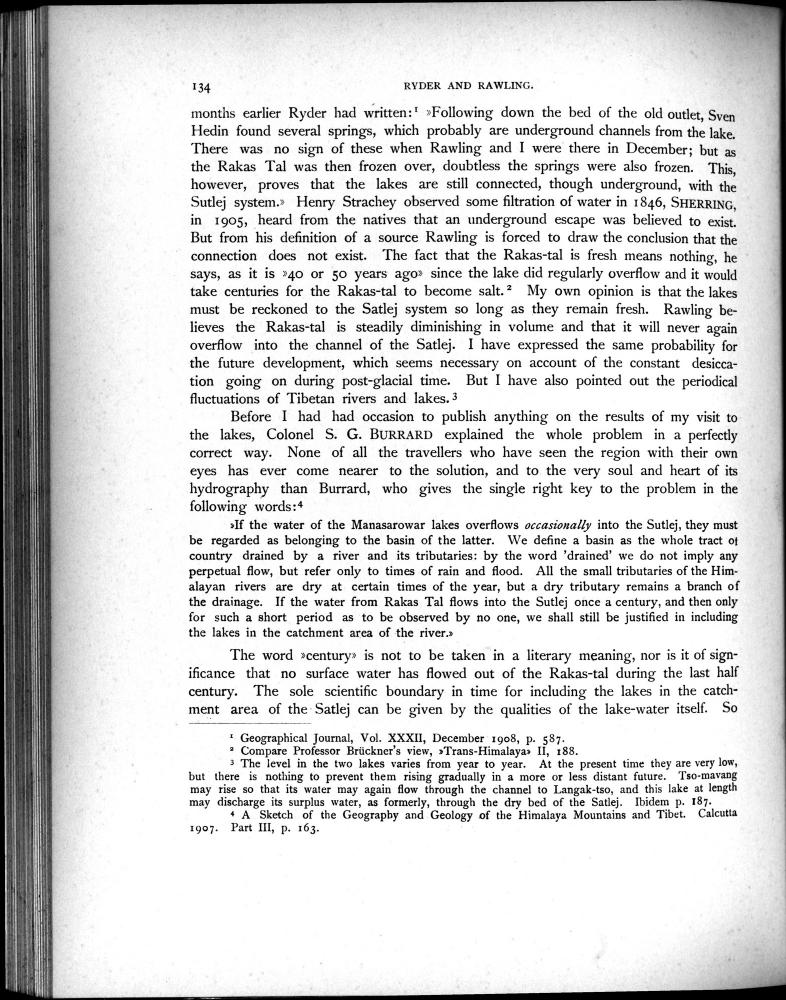 134 RYDER AND RAWLING.
months earlier Ryder had written:¹ »Following down the bed of the old outlet, Sven
Hedin found several springs, which probably are underground channels from the lake.
There was no sign of these when Rawling and I were there in December; but as
the Rakas Tal was then frozen over, doubtless the springs were also frozen. This,
however, proves that the lakes are still connected, though underground, with the
Sutlej system.» Henry Strachey observed some filtration of water in 1846, SHERRING,
in 1905, heard from the natives that an underground escape was believed to exist.
But from his definition of a source Rawling is forced to draw the conclusion that the
connection does not exist. The fact that the Rakas-tal is fresh means nothing, he
says, as it is »40 or 50 years ago» since the lake did regularly overflow and it would
take centuries for the Rakas-tal to become salt.² My own opinion is that the lakes
must be reckoned to the Satlej system so long as they remain fresh. Rawling be-
lieves the Rakas-tal is steadily diminishing in volume and that it will never again
overflow into the channel of the Satlej. I have expressed the same probability for
the future development, which seems necessary on account of the constant desicca-
tion going on during post-glacial time. But I have also pointed out the periodical
fluctuations of Tibetan rivers and lakes.³
Before I had had occasion to publish anything on the results of my visit to
the lakes, Colonel S. G. BURRARD explained the whole problem in a perfectly
correct way. None of all the travellers who have seen the region with their own
eyes has ever come nearer to the solution, and to the very soul and heart of its
hydrography than Burrard, who gives the single right key to the problem in the
following words:⁴
»If the water of the Manasarowar lakes overflows occasionally into the Sutlej, they must
be regarded as belonging to the basin of the latter. We define a basin as the whole tract of
country drained by a river and its tributaries: by the word 'drained' we do not imply any
perpetual flow, but refer only to times of rain and flood. All the small tributaries of the Him-
alayan rivers are dry at certain times of the year, but a dry tributary remains a branch of
the drainage. If the water from Rakas Tal flows into the Sutlej once a century, and then only
for such a short period as to be observed by no one, we shall still be justified in including
the lakes in the catchment area of the river.»
The word »century» is not to be taken in a literary meaning, nor is it of sign-
ificance that no surface water has flowed out of the Rakas-tal during the last half
century. The sole scientific boundary in time for including the lakes in the catch-
ment area of the Satlej can be given by the qualities of the lake-water itself. So
¹ Geographical Journal, Vol. XXXII, December 1908, p. 587.
² Compare Professor Brückner's view, »Trans-Himalaya» II, 188.
³ The level in the two lakes varies from year to year. At the present time they are very low,
but there is nothing to prevent them rising gradually in a more or less distant future. Tso-mavang
may rise so that its water may again flow through the channel to Langak-tso, and this lake at length
may discharge its surplus water, as formerly, through the dry bed of the Satlej. Ibidem p. 187.
⁴ A Sketch of the Geography and Geology of the Himalaya Mountains and Tibet. Calcutta
1907. Part III, p. 163.